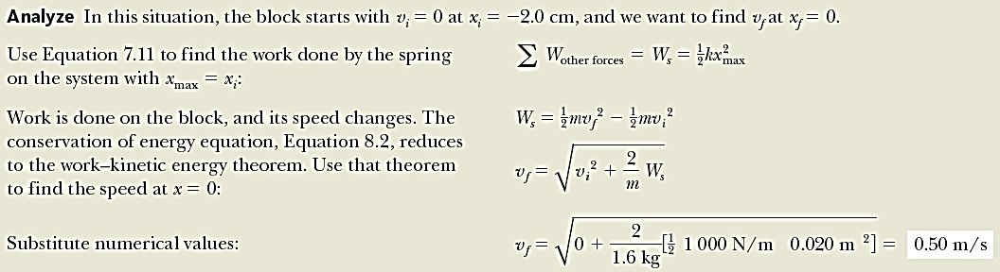 Analyze In this situation, the block starts with vᵢ = 0 at xᵢ = −2.0 cm, and we want to find v_f at x_f = 0.
Use Equation 7.11 to find the work done by the spring
on the system with x_max = xᵢ:
∑ W_other forces = W_s = ½kx²_max
Work is done on the block, and its speed changes. The
conservation of energy equation, Equation 8.2, reduces
to the work–kinetic energy theorem. Use that theorem
to find the speed at x = 0:
W_s = ½mv_f² − ½mvᵢ²
v_f = √(vᵢ² + 2/m W_s)
Substitute numerical values:
v_f = √(0 + 2/1.6 kg [½ 1 000 N/m 0.020 m ²] = 0.50 m/s